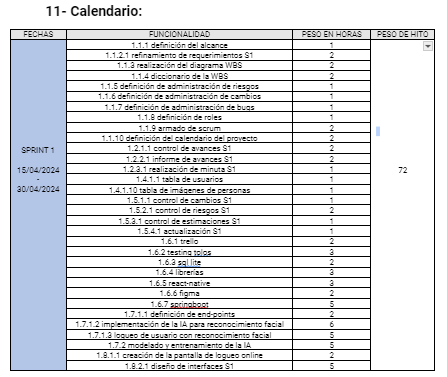 11- Calendario:
FECHAS FUNCIONALIDAD PESO EN HORAS PESO DE HITO
1.1.1 definición del alcance 1
1.1.2.1 refinamiento de requerimientos S1 2
1.1.3 realización del diagrama WBS 2
1.1.4 diccionario de la WBS 2
1.1.5 definición de administración de riesgos 1
1.1.6 definición de administración de cambios 1
1.1.7 definición de administración de bugs 1
1.1.8 definición de roles 1
1.1.9 armado de scrum 2
1.1.10 definición del calendario del proyecto 2
1.2.1.1 control de avances S1 2
SPRINT 1
1.2.2.1 informe de avances S1 2
15/04/2024 1.2.3.1 realización de minuta S1 1 72
- 1.4.1.1 tabla de usuarios 1
30/04/2024 1.4.1.10 tabla de imágenes de personas 1
1.5.1.1 control de cambios S1 1
1.5.2.1 control de riesgos S1 2
1.5.3.1 control de estimaciones S1 1
1.5.4.1 actualización S1 1
1.6.1 trello 2
1.6.2 testing tolos 3
1.6.3 sql lite 2
1.6.4 librerías 3
1.6.5 react-native 3
1.6.6 figma 2
1.6.7 springboot 5
1.7.1.1 definición de end-points 2
1.7.1.2 implementación de la IA para reconocimiento facial 6
1.7.1.3 logueo de usuario con reconocimiento facial 5
1.7.2 modelado y entrenamiento de la IA 5
1.8.1.1 creación de la pantalla de logueo online 2
1.8.2.1 diseño de interfaces S1 5